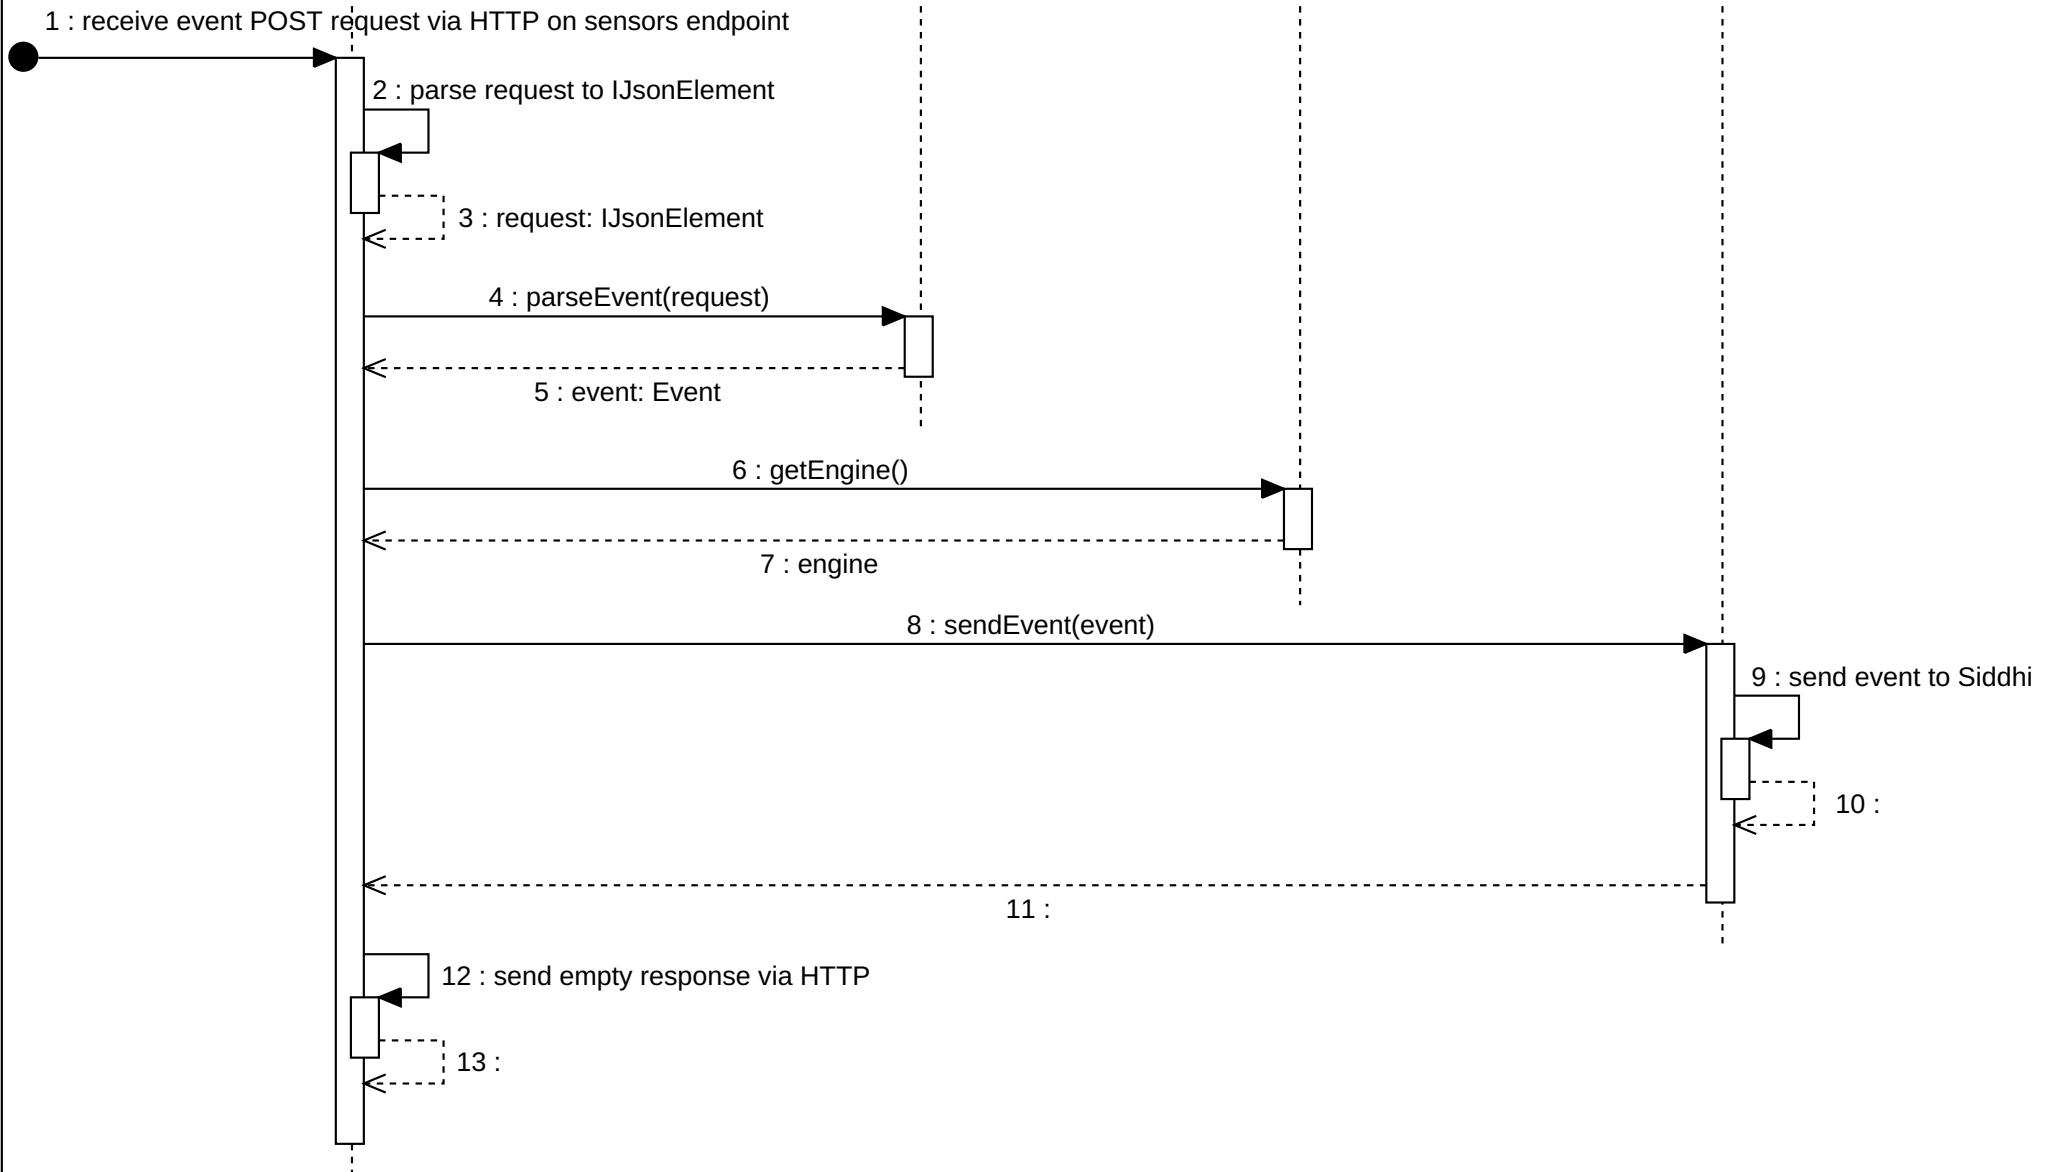 1 : receive event POST request via HTTP on sensors endpoint
2 : parse request to IJsonElement
3 : request: IJsonElement
4 : parseEvent(request)
5 : event: Event
6 : getEngine()
7 : engine
8 : sendEvent(event)
9 : send event to Siddhi
10 :
11 :
12 : send empty response via HTTP
13 :